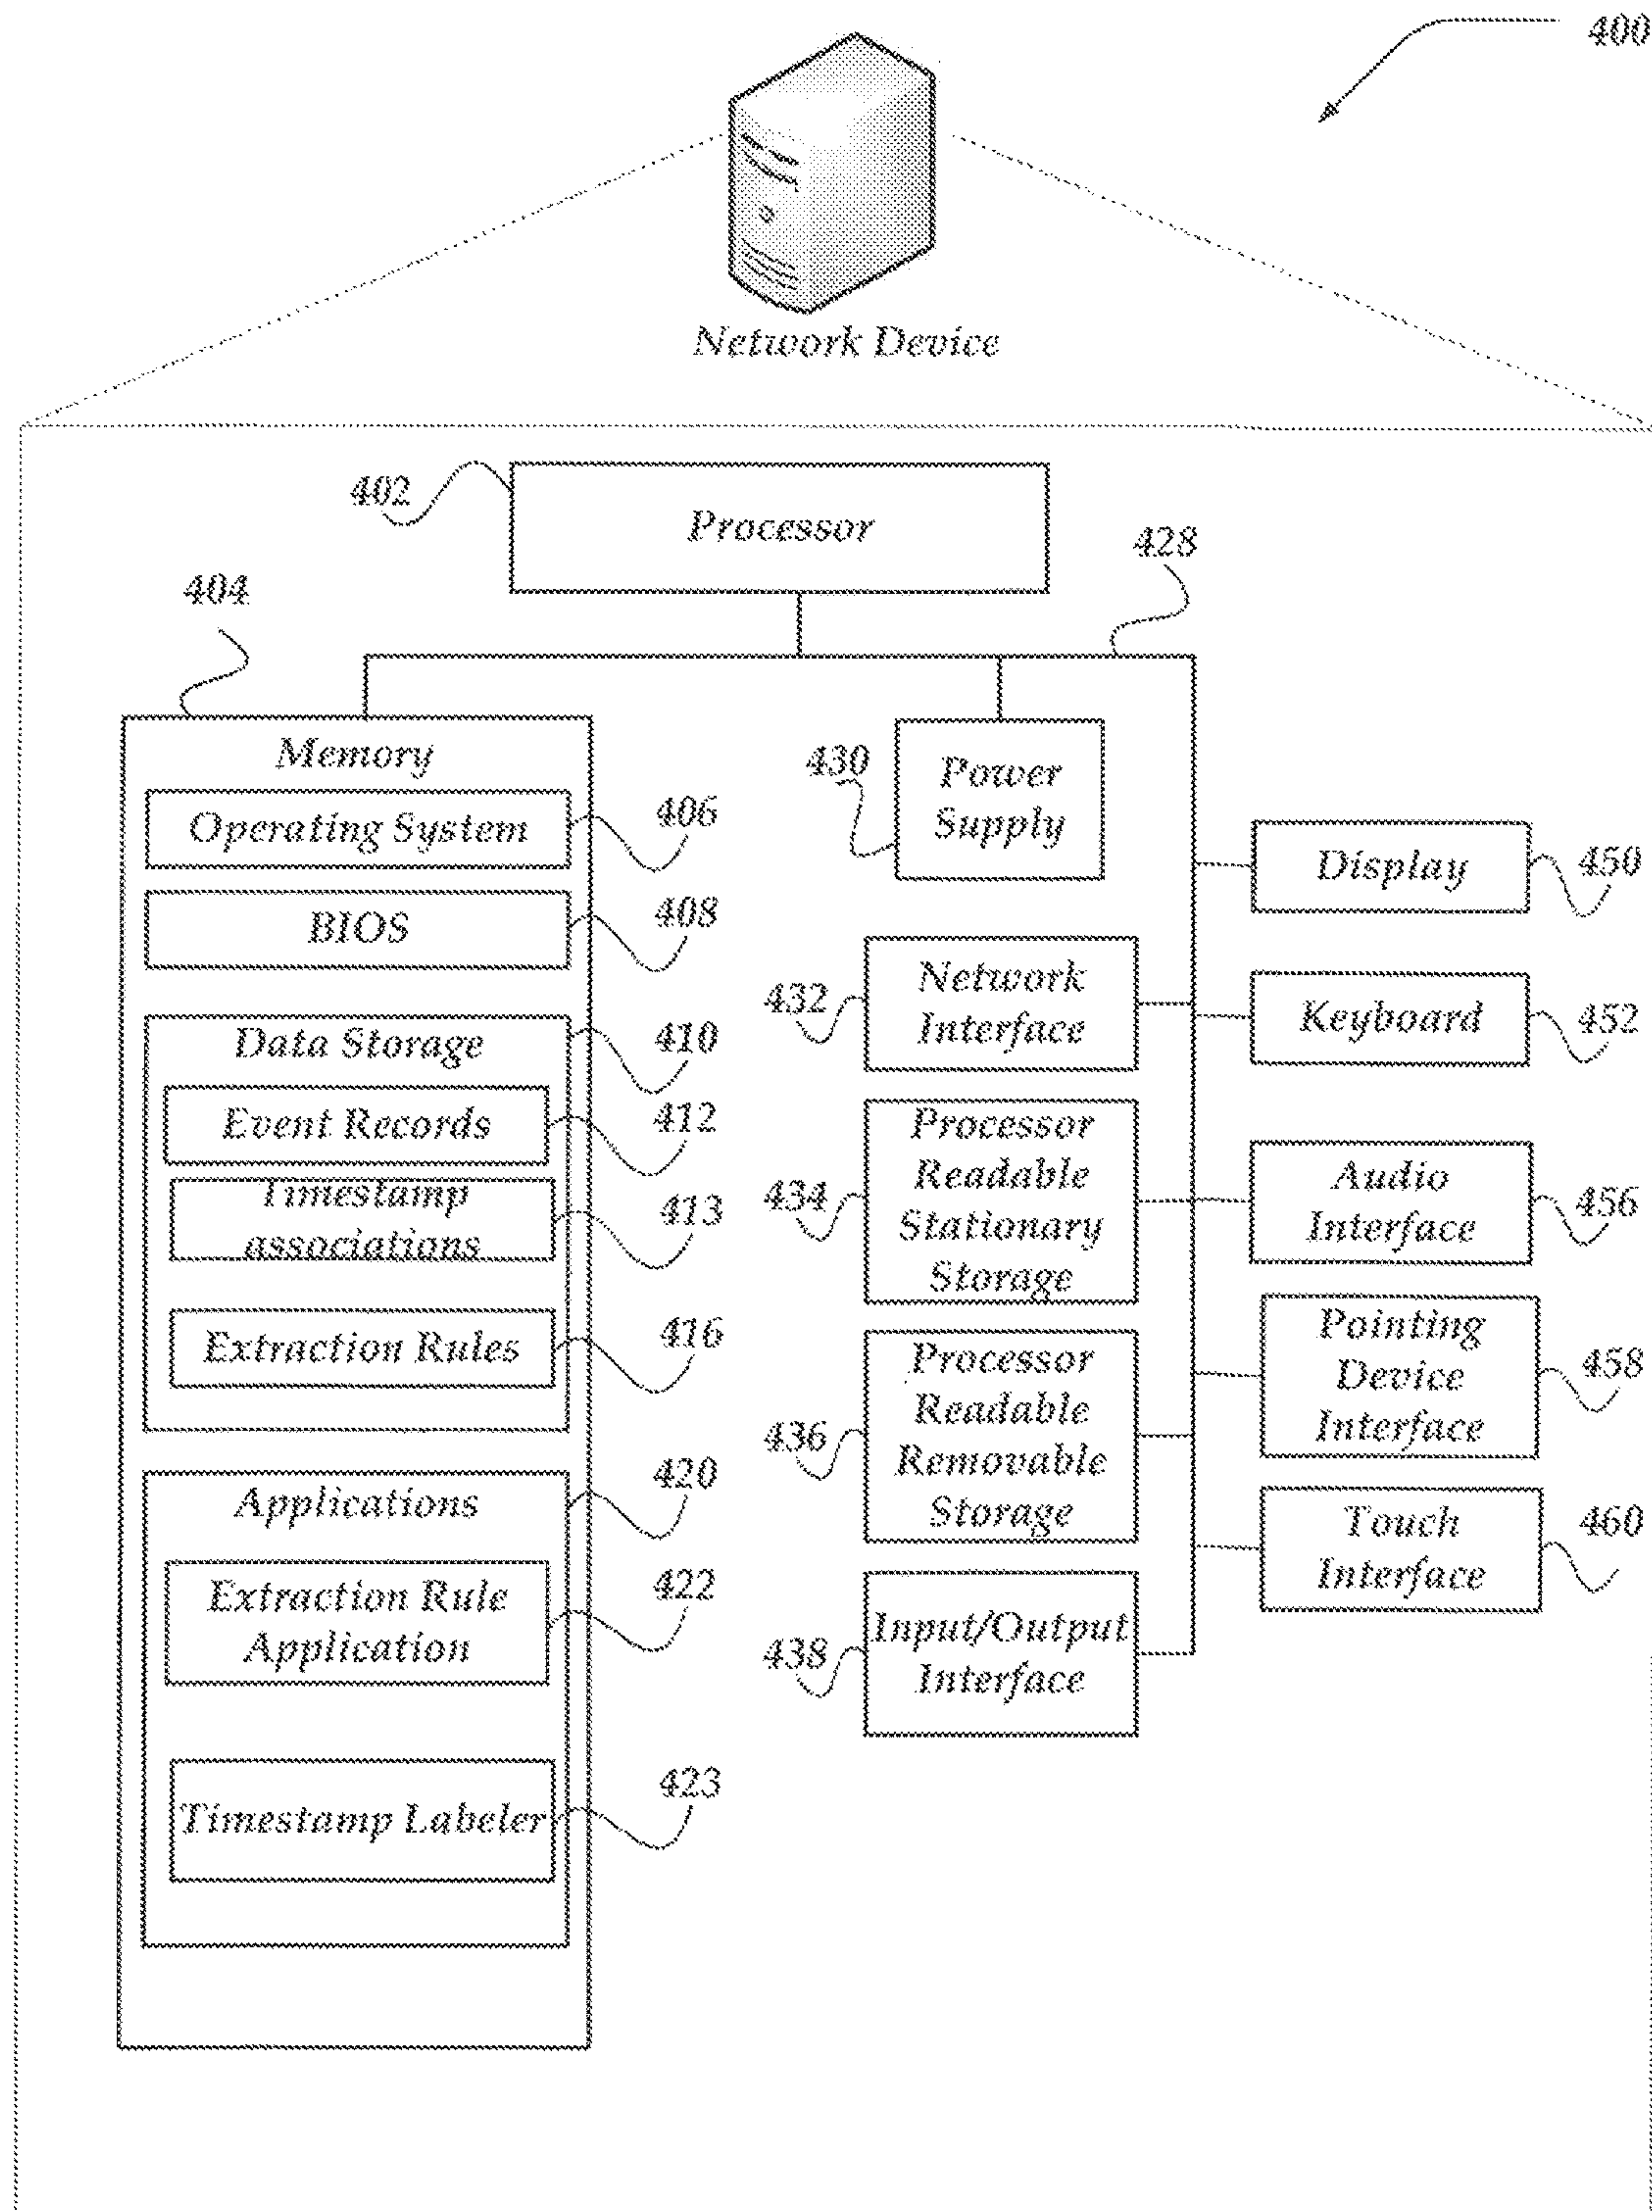 400
Network Device
402
Processor
428
404
Memory
Operating System
406
BIOS
408
Data Storage
410
Event Records
412
Timestamp
associations
413
Extraction Rules
416
Applications
420
Extraction Rule
Application
422
Timestamp Labeler
423
430
Power
Supply
432
Network
Interface
434
Processor
Readable
Stationary
Storage
436
Processor
Readable
Removable
Storage
438
Input/Output
Interface
Display
450
Keyboard
452
Audio
Interface
456
Pointing
Device
Interface
458
Touch
Interface
460